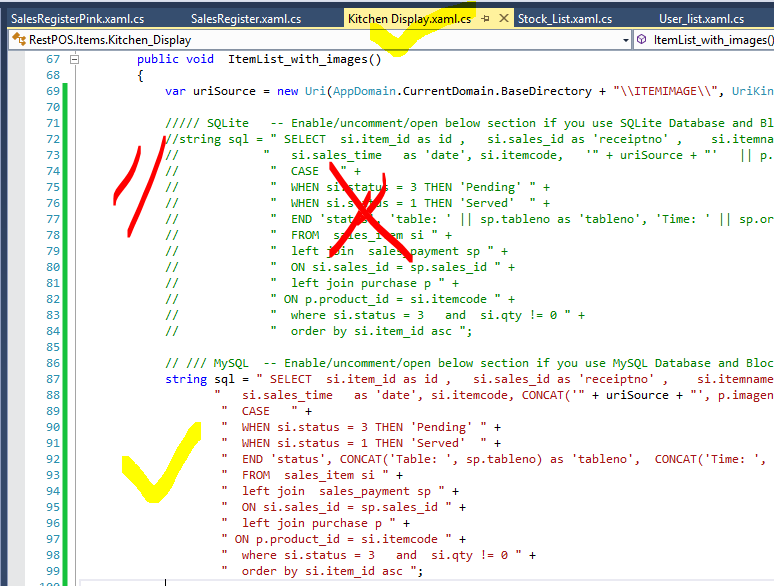 SalesRegisterPink.xaml.cs SalesRegister.xaml.cs Kitchen Display.xaml.cs Stock_List.xaml.cs User_list.xaml.cs
RestPOS.Items.Kitchen_Display ItemList_with_images()
67 public void ItemList_with_images()
68 {
69 var uriSource = new Uri(AppDomain.CurrentDomain.BaseDirectory + "\\ITEMIMAGE\\", UriKin
70
71 ///// SQLite -- Enable/uncomment/open below section if you use SQLite Database and Blo
72 //string sql = " SELECT si.item_id as id , si.sales_id as 'receiptno' , si.itemna
73 // " si.sales_time as 'date', si.itemcode, '" + uriSource + "' || p.
74 // " CASE " +
75 // " WHEN si.status = 3 THEN 'Pending' " +
76 // " WHEN si.status = 1 THEN 'Served' " +
77 // " END 'status', 'table: ' || sp.tableno as 'tableno', 'Time: ' || sp.or
78 // " FROM sales_item si " +
79 // " left join sales_payment sp " +
80 // " ON si.sales_id = sp.sales_id " +
81 // " left join purchase p " +
82 // " ON p.product_id = si.itemcode " +
83 // " where si.status = 3 and si.qty != 0 " +
84 // " order by si.item_id asc ";
85
86 // /// MySQL -- Enable/uncomment/open below section if you use MySQL Database and Bloc
87 string sql = " SELECT si.item_id as id , si.sales_id as 'receiptno' , si.itemname
88 " si.sales_time as 'date', si.itemcode, CONCAT('" + uriSource + "', p.imagen
89 " CASE " +
90 " WHEN si.status = 3 THEN 'Pending' " +
91 " WHEN si.status = 1 THEN 'Served' " +
92 " END 'status', CONCAT('Table: ', sp.tableno) as 'tableno', CONCAT('Time: ',
93 " FROM sales_item si " +
94 " left join sales_payment sp " +
95 " ON si.sales_id = sp.sales_id " +
96 " left join purchase p " +
97 " ON p.product_id = si.itemcode " +
98 " where si.status = 3 and si.qty != 0 " +
99 " order by si.item_id asc ";